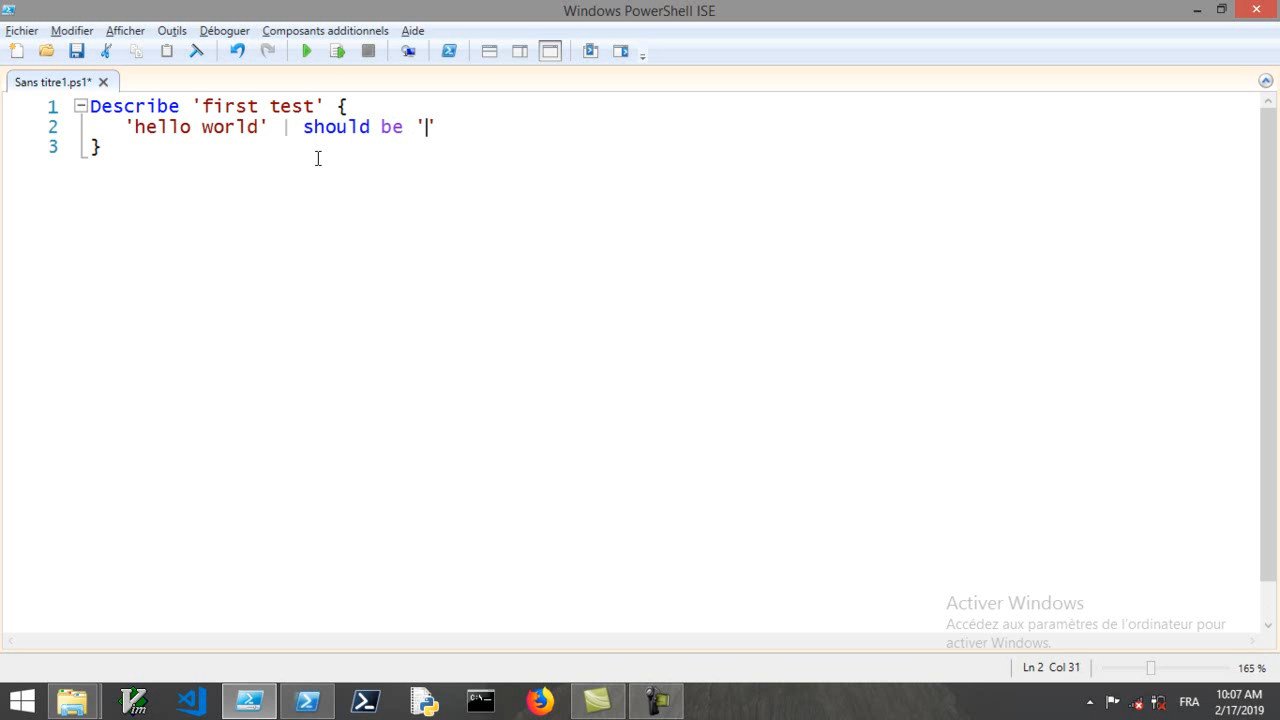 Windows PowerShell ISE
Fichier Modifier Afficher Outils Déboguer Composants additionnels Aide
Sans titre1.ps1*
1 Describe 'first test' {
2 'hello world' | should be ''
3 }
Activer Windows
Accédez aux paramètres de l'ordinateur pour
activer Windows.
Ln 2 Col 31 165 %
10:07 AM
FRA
2/17/2019